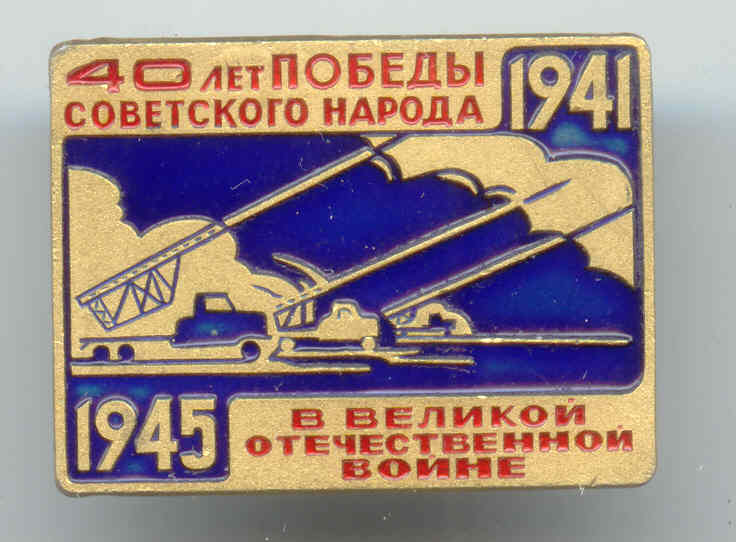 40 ЛЕТ ПОБЕДЫ
СОВЕТСКОГО НАРОДА
1941
1945
В ВЕЛИКОЙ
ОТЕЧЕСТВЕННОЙ
ВОЙНЕ